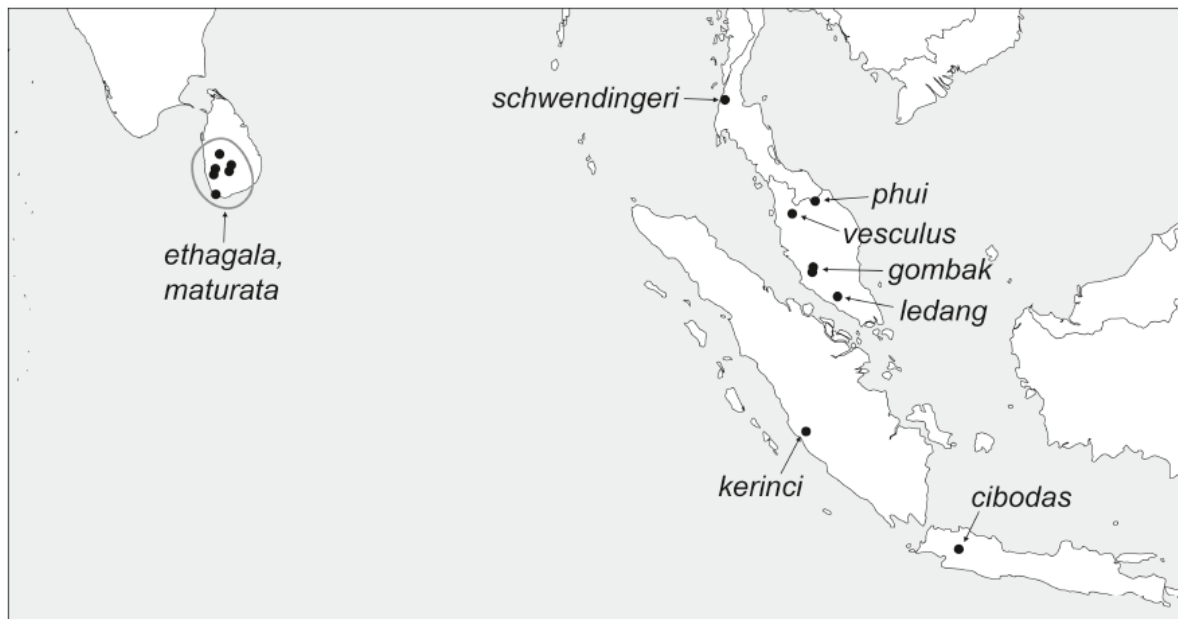 schwendingeri
phui
vesculus
ethagala,
maturata
gombak
ledang
kerinci
cibodas